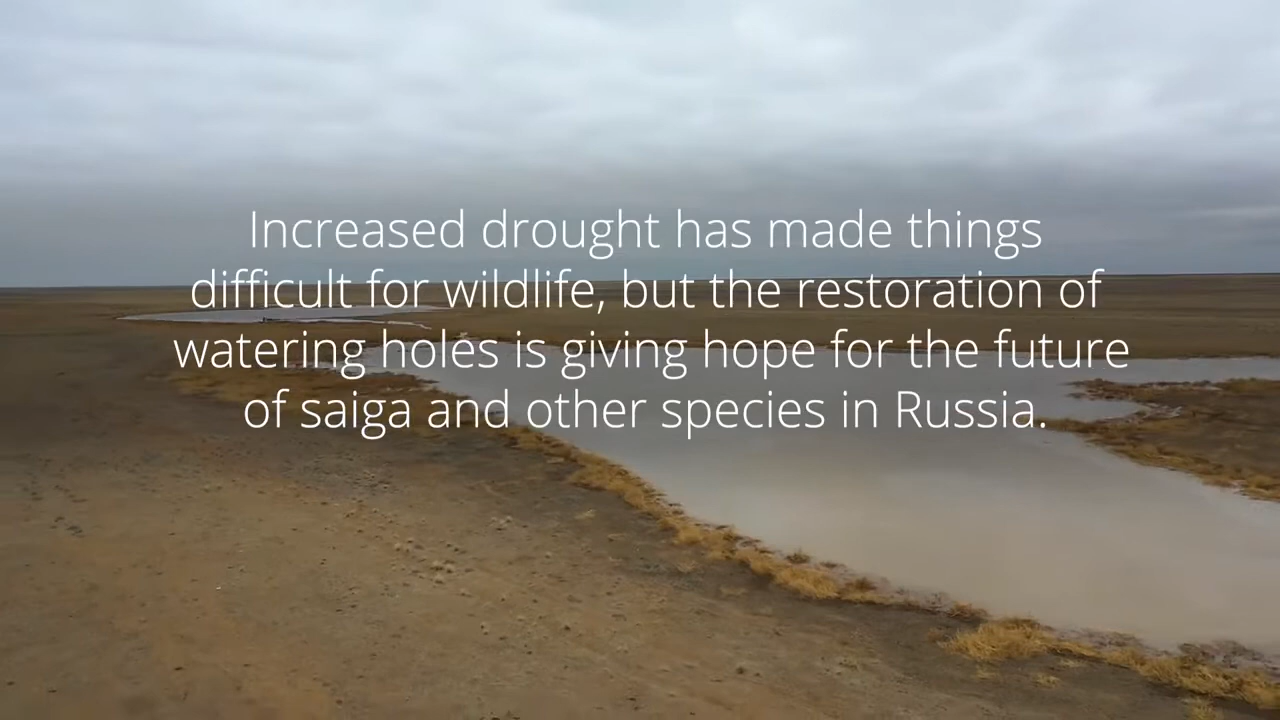 Increased drought has made things
difficult for wildlife, but the restoration of
watering holes is giving hope for the future
of saiga and other species in Russia.